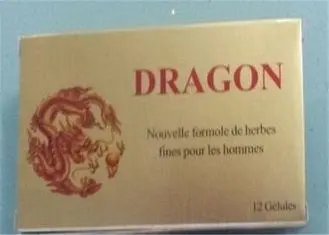 DRAGON
Nouvelle formole de herbes
fines pour les hommes
12 Gélules